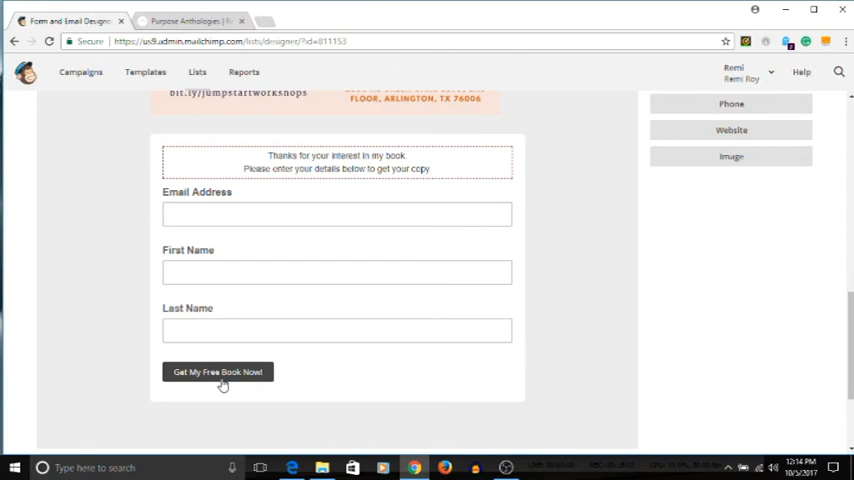 Form and Email Designer
Purpose Anthologies | R
Secure
https://us9.admin.mailchimp.com/lists/designer/?id=811153
Campaigns
Templates
Lists
Reports
Remi
Remi Roy
Help
bit.ly/jumpstartworkshops
FLOOR, ARLINGTON, TX 76006
Phone
Website
Image
Thanks for your interest in my book.
Please enter your details below to get your copy
Email Address
First Name
Last Name
Get My Free Book Now!
Type here to search
12:14 PM
10/5/2017